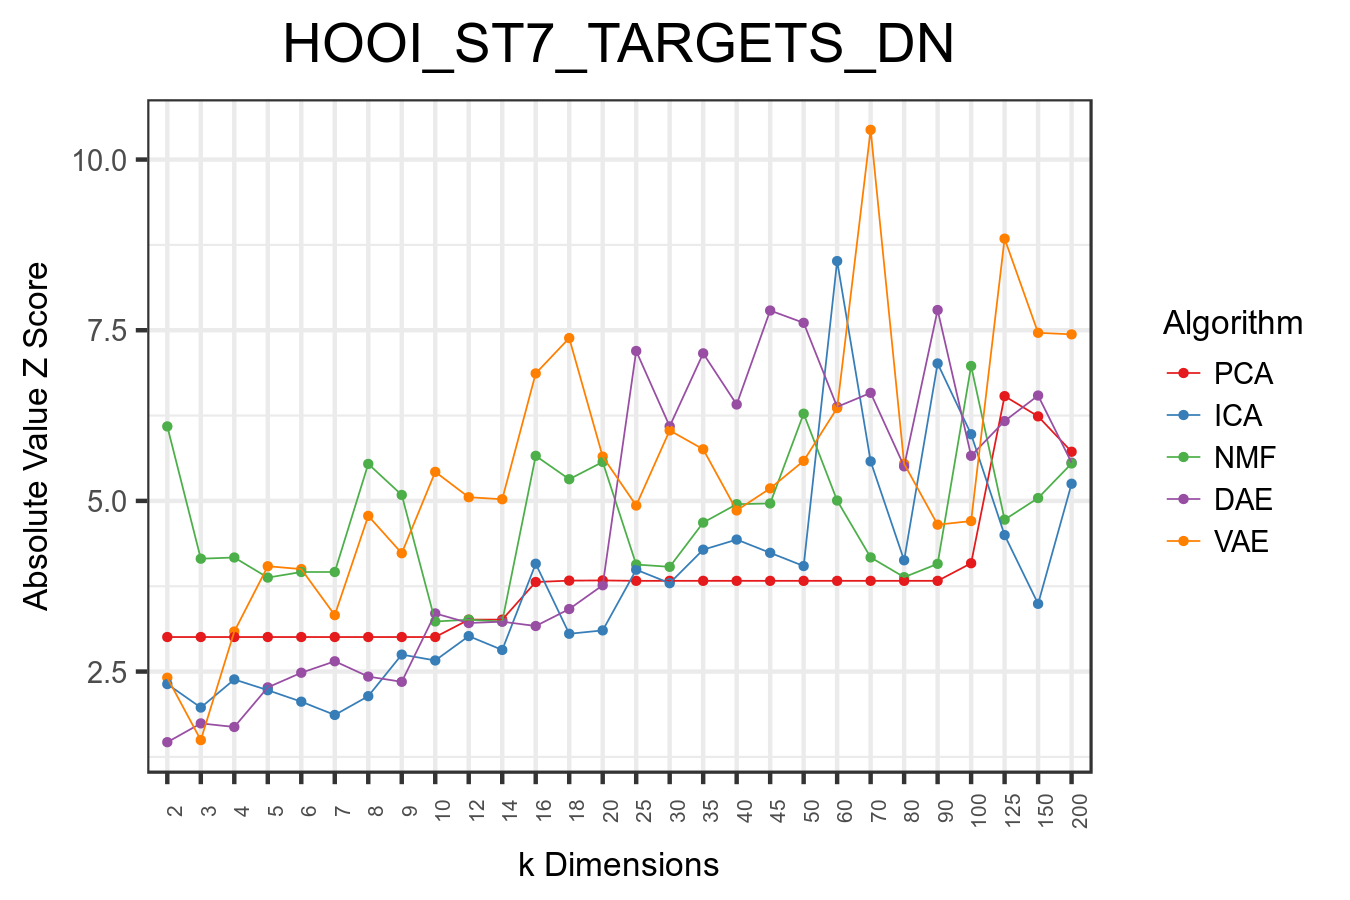 HOOI_ST7_TARGETS_DN
Absolute Value Z Score
10.0
7.5
5.0
2.5
2 3 4 5 6 7 8 9 10 12 14 16 18 20 25 30 35 40 45 50 60 70 80 90 100 125 150 200
k Dimensions
Algorithm
PCA
ICA
NMF
DAE
VAE